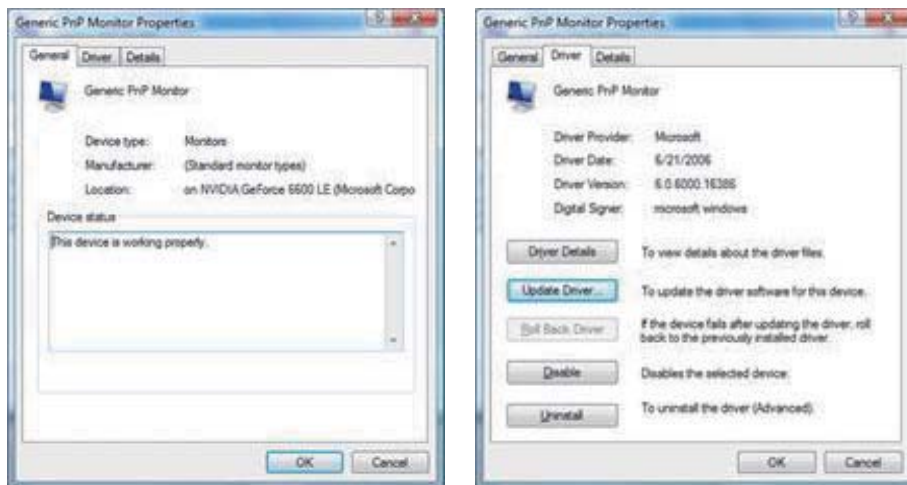 Generic PnP Monitor Properties
General Driver Details
Generic PnP Monitor
Device type: Monitors
Manufacturer: (Standard monitor types)
Location: on NVIDIA GeForce 6600 LE (Microsoft Corpo
Device status
This device is working properly.
OK Cancel
Generic PnP Monitor Properties
General Driver Details
Generic PnP Monitor
Driver Provider: Microsoft
Driver Date: 6/21/2006
Driver Version: 6.0.6000.16386
Digital Signer: microsoft windows
Driver Details To view details about the driver files.
Update Driver... To update the driver software for this device.
Roll Back Driver If the device fails after updating the driver, roll
back to the previously installed driver.
Disable Disables the selected device.
Uninstall To uninstall the driver (Advanced).
OK Cancel